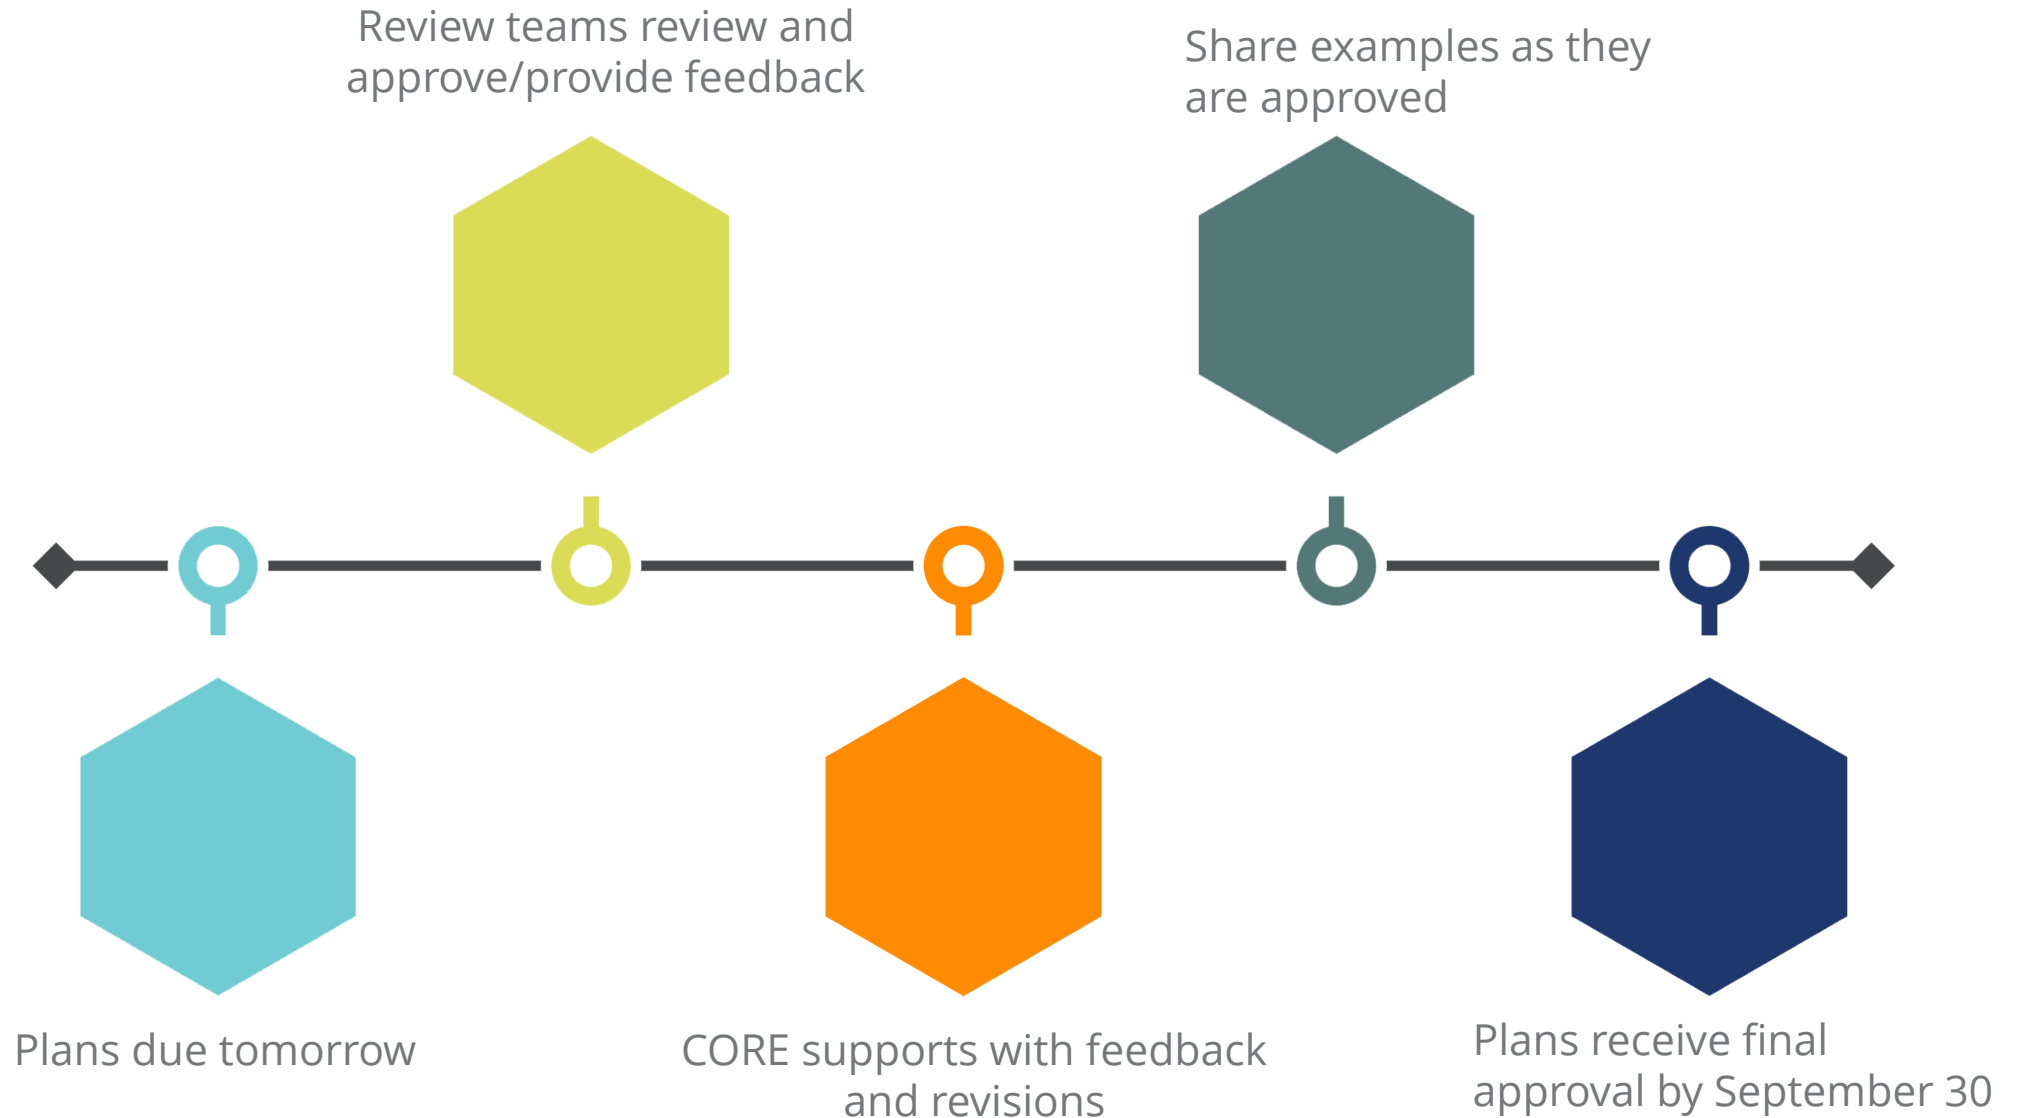 Review teams review and
approve/provide feedback
Share examples as they
are approved
Plans due tomorrow
CORE supports with feedback
and revisions
Plans receive final
approval by September 30